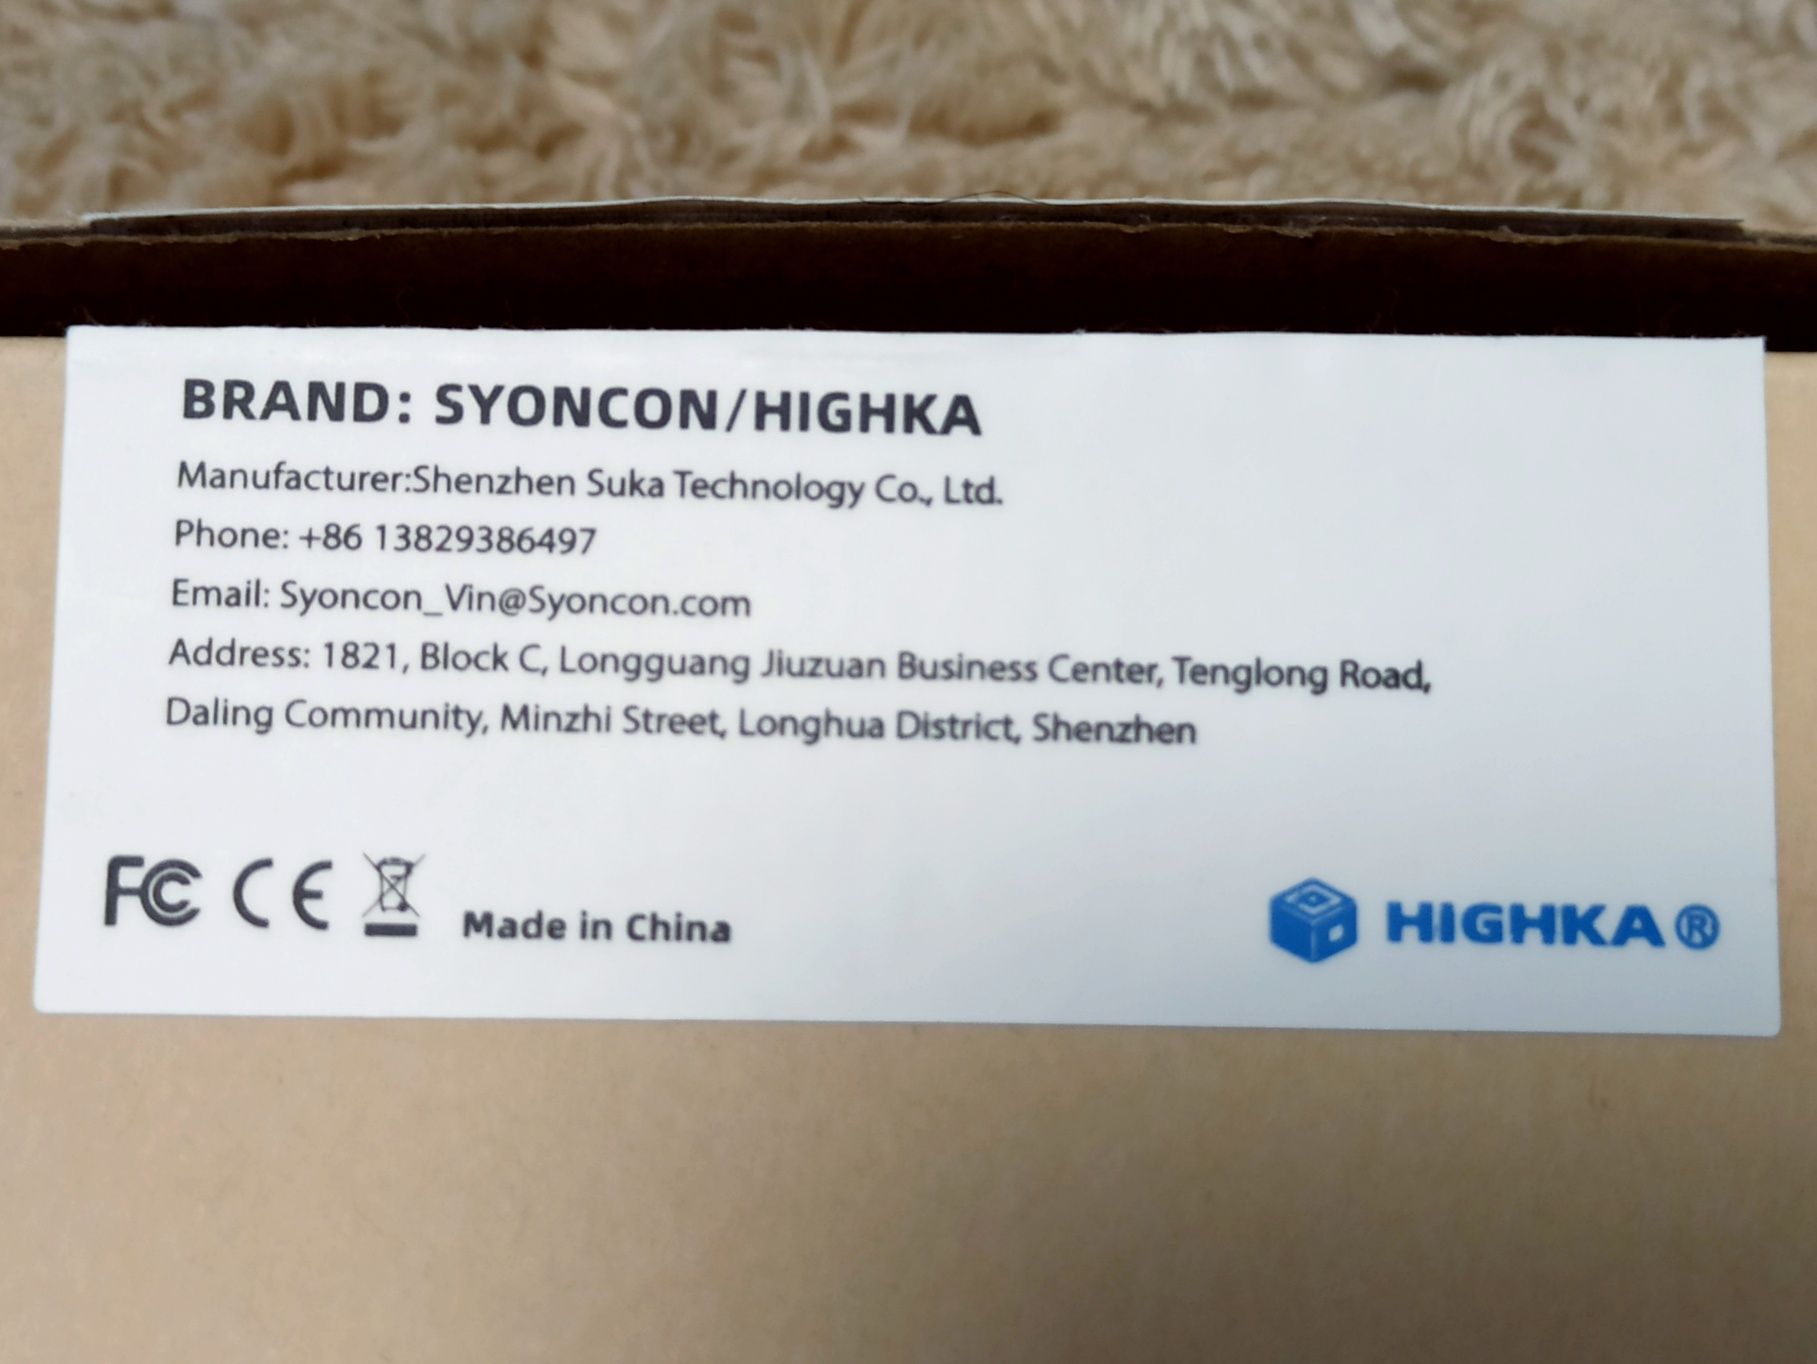 BRAND: SYONCON/HIGHKA
Manufacturer:Shenzhen Suka Technology Co., Ltd.
Phone: +86 13829386497
Email: Syoncon_Vin@Syoncon.com
Address: 1821, Block C, Longguang Jiuzuan Business Center, Tenglong Road,
Daling Community, Minzhi Street, Longhua District, Shenzhen
FC CE Made in China
HIGHKA®